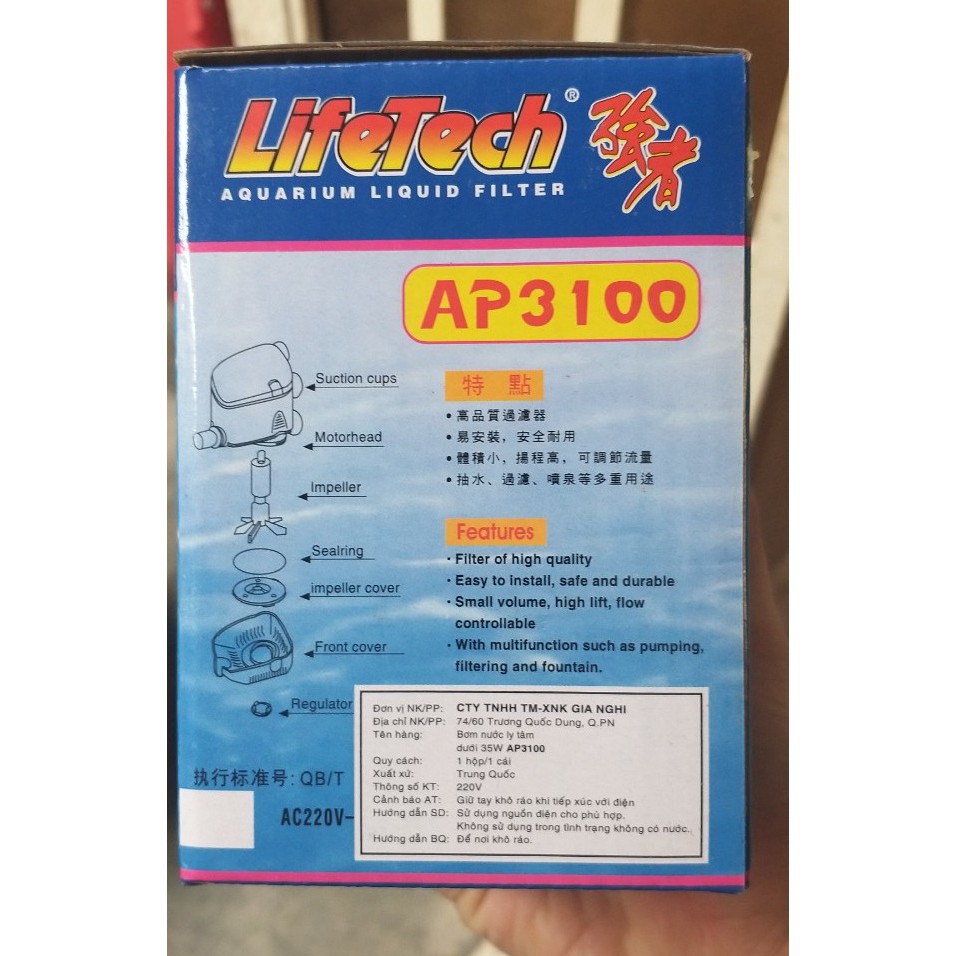 LifeTech® 強者
AQUARIUM LIQUID FILTER
AP3100
Suction cups
Motorhead
Impeller
Sealring
impeller cover
Front cover
Regulator
特 點
• 高品質過濾器
• 易安裝，安全耐用
• 體積小，揚程高，可調節流量
• 抽水、過濾、噴泉等多重用途
Features
· Filter of high quality
· Easy to install, safe and durable
· Small volume, high lift, flow
controllable
· With multifunction such as pumping,
filtering and fountain.
执行标准号: QB/T
AC220V-
Đơn vị NK/PP: CTY TNHH TM-XNK GIA NGHI
Địa chỉ NK/PP: 74/60 Trương Quốc Dung, Q.PN
Tên hàng: Bơm nước ly tâm
dưới 35W AP3100
Quy cách: 1 hộp/1 cái
Xuất xứ: Trung Quốc
Thông số KT: 220V
Cảnh báo AT: Giữ tay khô ráo khi tiếp xúc với điện
Hướng dẫn SD: Sử dụng nguồn điện cho phù hợp.
Không sử dụng trong tình trạng không có nước.
Hướng dẫn BQ: Để nơi khô ráo.